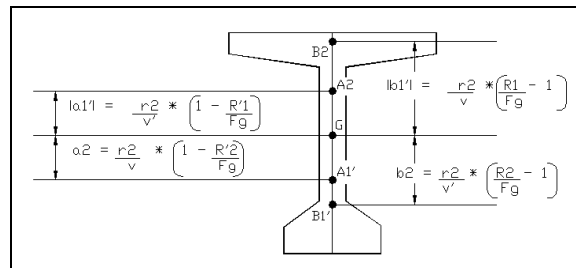 B2
|b1'| = r2/v * (R1/Fg - 1)
A2
|a1'| = r2/v' * (1 - R'1/Fg)
G
a2 = r2/v * (1 - R'2/Fg)
b2 = r2/v' * (R2/Fg - 1)
A1'
B1'